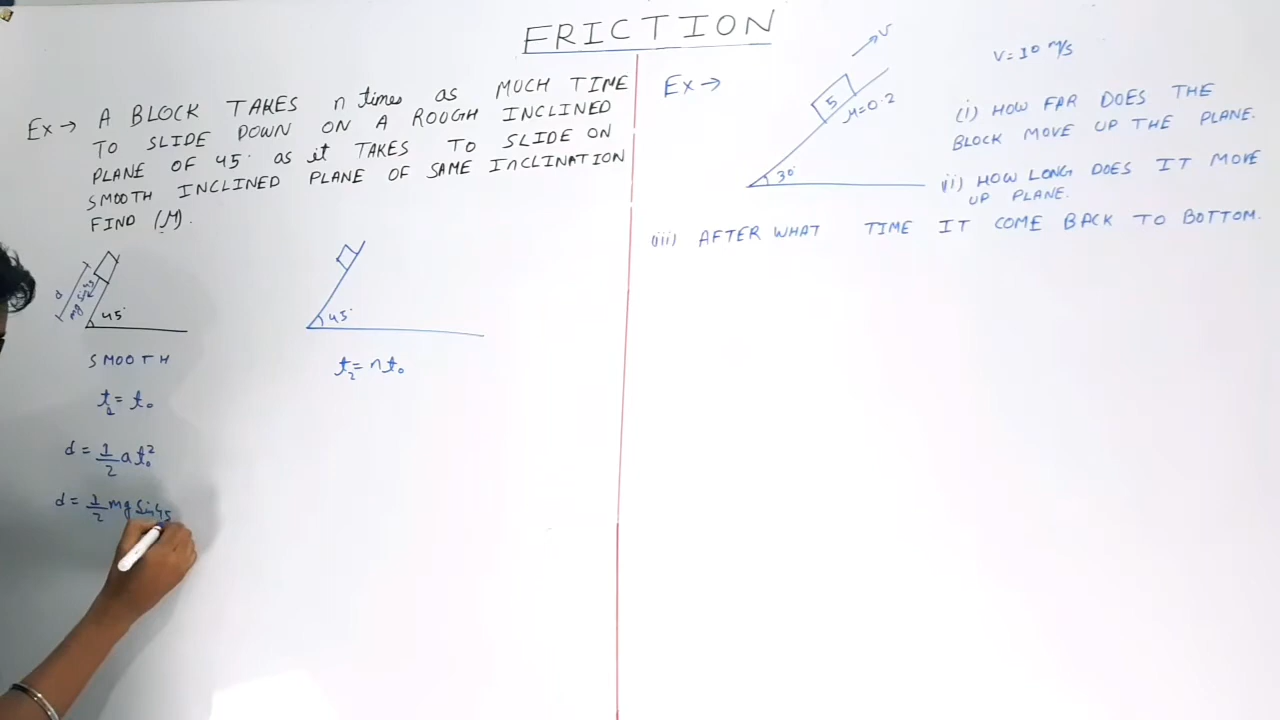 FRICTION
Ex→ A BLOCK TAKES n times as MUCH TIME
TO SLIDE DOWN ON A ROUGH INCLINED
PLANE OF 45° as it TAKES TO SLIDE ON
SMOOTH INCLINED PLANE OF SAME INCLINATION
FIND (μ).
d
mg sin45
45°
SMOOTH
t₁ = t₀
d = 1/2 at₀²
d = 1/2 mg sin45
45°
t₂ = nt₀
Ex→
V
V = 10 m/s
5
μ=0.2
30°
(i) HOW FAR DOES THE
BLOCK MOVE UP THE PLANE.
(ii) HOW LONG DOES IT MOVE
UP PLANE.
(iii) AFTER WHAT TIME IT COME BACK TO BOTTOM.